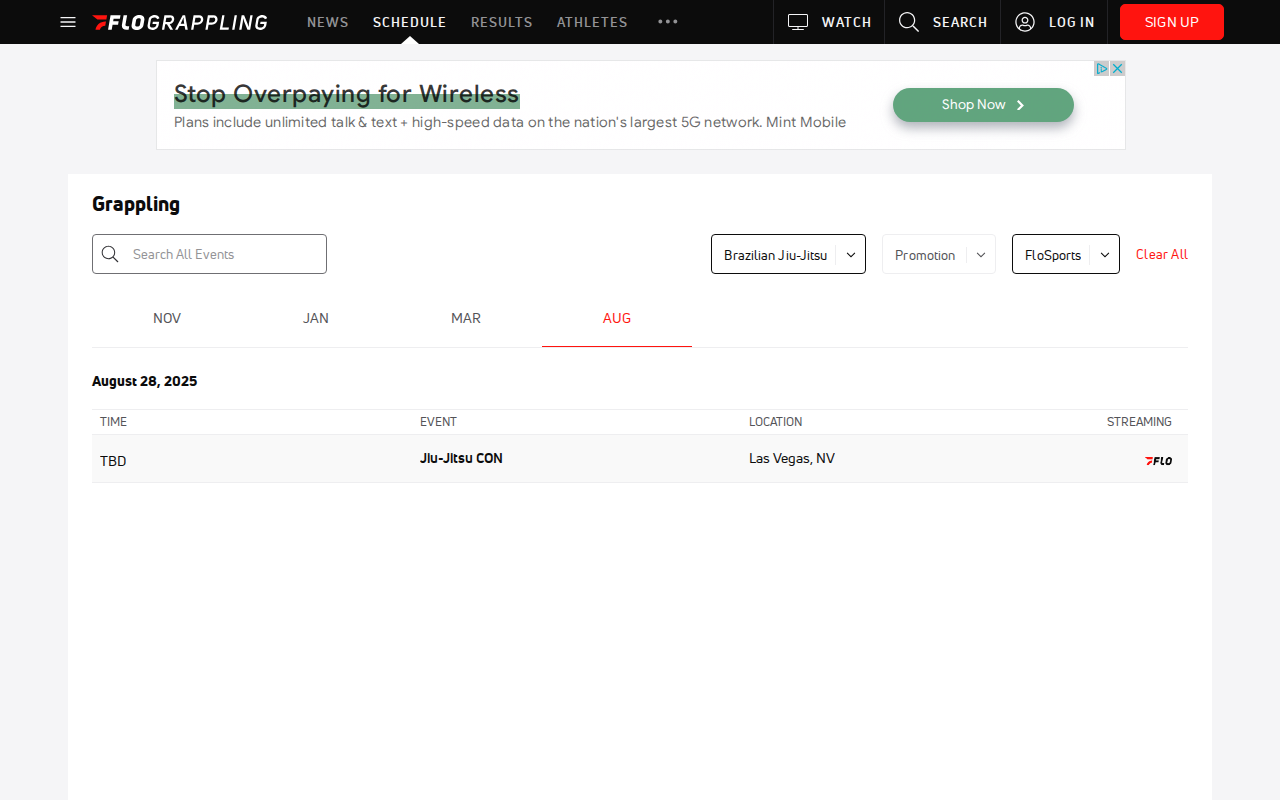 FLOGRAPPLING NEWS SCHEDULE RESULTS ATHLETES WATCH SEARCH LOG IN SIGN UP
Stop Overpaying for Wireless
Plans include unlimited talk & text + high-speed data on the nation's largest 5G network. Mint Mobile
Shop Now
Grappling
Search All Events
Brazilian Jiu-Jitsu Promotion FloSports Clear All
NOV JAN MAR AUG
August 28, 2025
TIME EVENT LOCATION STREAMING
TBD Jiu-Jitsu CON Las Vegas, NV FLO